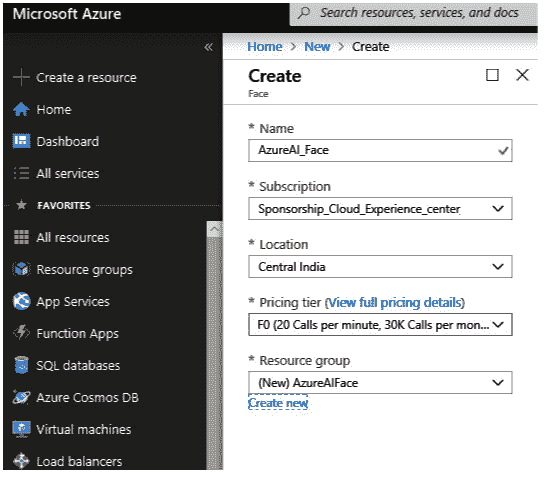 Microsoft Azure
Search resources, services, and docs
«
Home > New > Create
Create a resource
Home
Dashboard
All services
FAVORITES
All resources
Resource groups
App Services
Function Apps
SQL databases
Azure Cosmos DB
Virtual machines
Load balancers
Create
Face
* Name
AzureAI_Face
* Subscription
Sponsorship_Cloud_Experience_center
* Location
Central India
* Pricing tier (View full pricing details)
F0 (20 Calls per minute, 30K Calls per mon...
* Resource group
(New) AzureAIFace
Create new